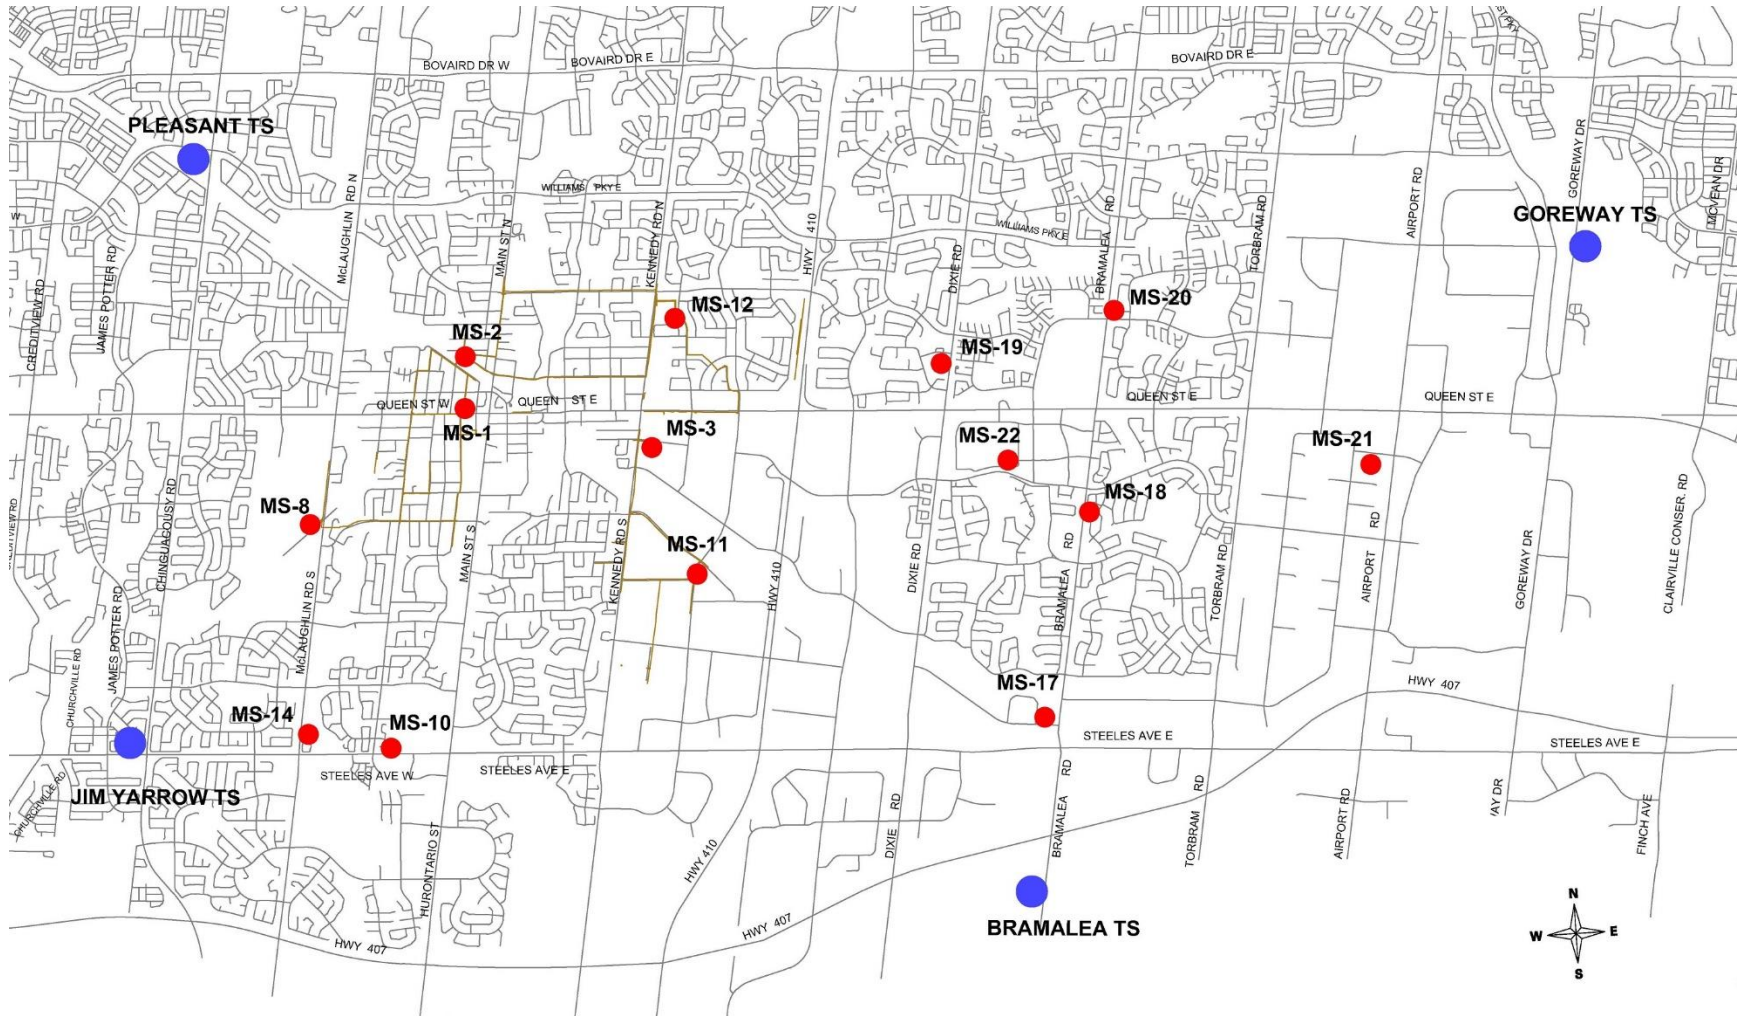 BOVAIRD DR W
BOVAIRD DR E
BOVAIRD DR E
PLEASANT TS
McLAUGHLIN RD N
WILLIAMS PKY E
MAIN ST N
KENNEDY RD N
HWY 410
WILLIAMS PKY E
BRAMALEA RD
TORBRAM RD
AIRPORT RD
GOREWAY DR
MCVEAN DR
GOREWAY TS
W
CREDITVIEW RD
JAMES POTTER RD
DIXIE RD
MS-12
MS-20
MS-2
MS-19
QUEEN ST W
QUEEN ST E
QUEEN ST E
QUEEN ST E
MS-1
MS-3
MS-22
MS-21
MS-8
MS-18
CHINGUACOUSY RD
MAIN ST S
MS-11
KENNEDY RD S
HWY 410
DIXIE RD
BRAMALEA RD
TORBRAM RD
AIRPORT RD
GOREWAY DR
CLAIRVILLE CONSER. RD
JAMES POTTER RD
McLAUGHLIN RD S
CHURCHVILLE RD
MS-17
HWY 407
MS-14
MS-10
STEELES AVE E
STEELES AVE E
STEELES AVE W
STEELES AVE E
JIM YARROW TS
CHURCHVILLE RD
HURONTARIO ST
HWY 410
DIXIE RD
BRAMALEA RD
TORBRAM RD
AIRPORT RD
FINCH AVE
BRAMALEA TS
HWY 407
HWY 407
N
W E
S